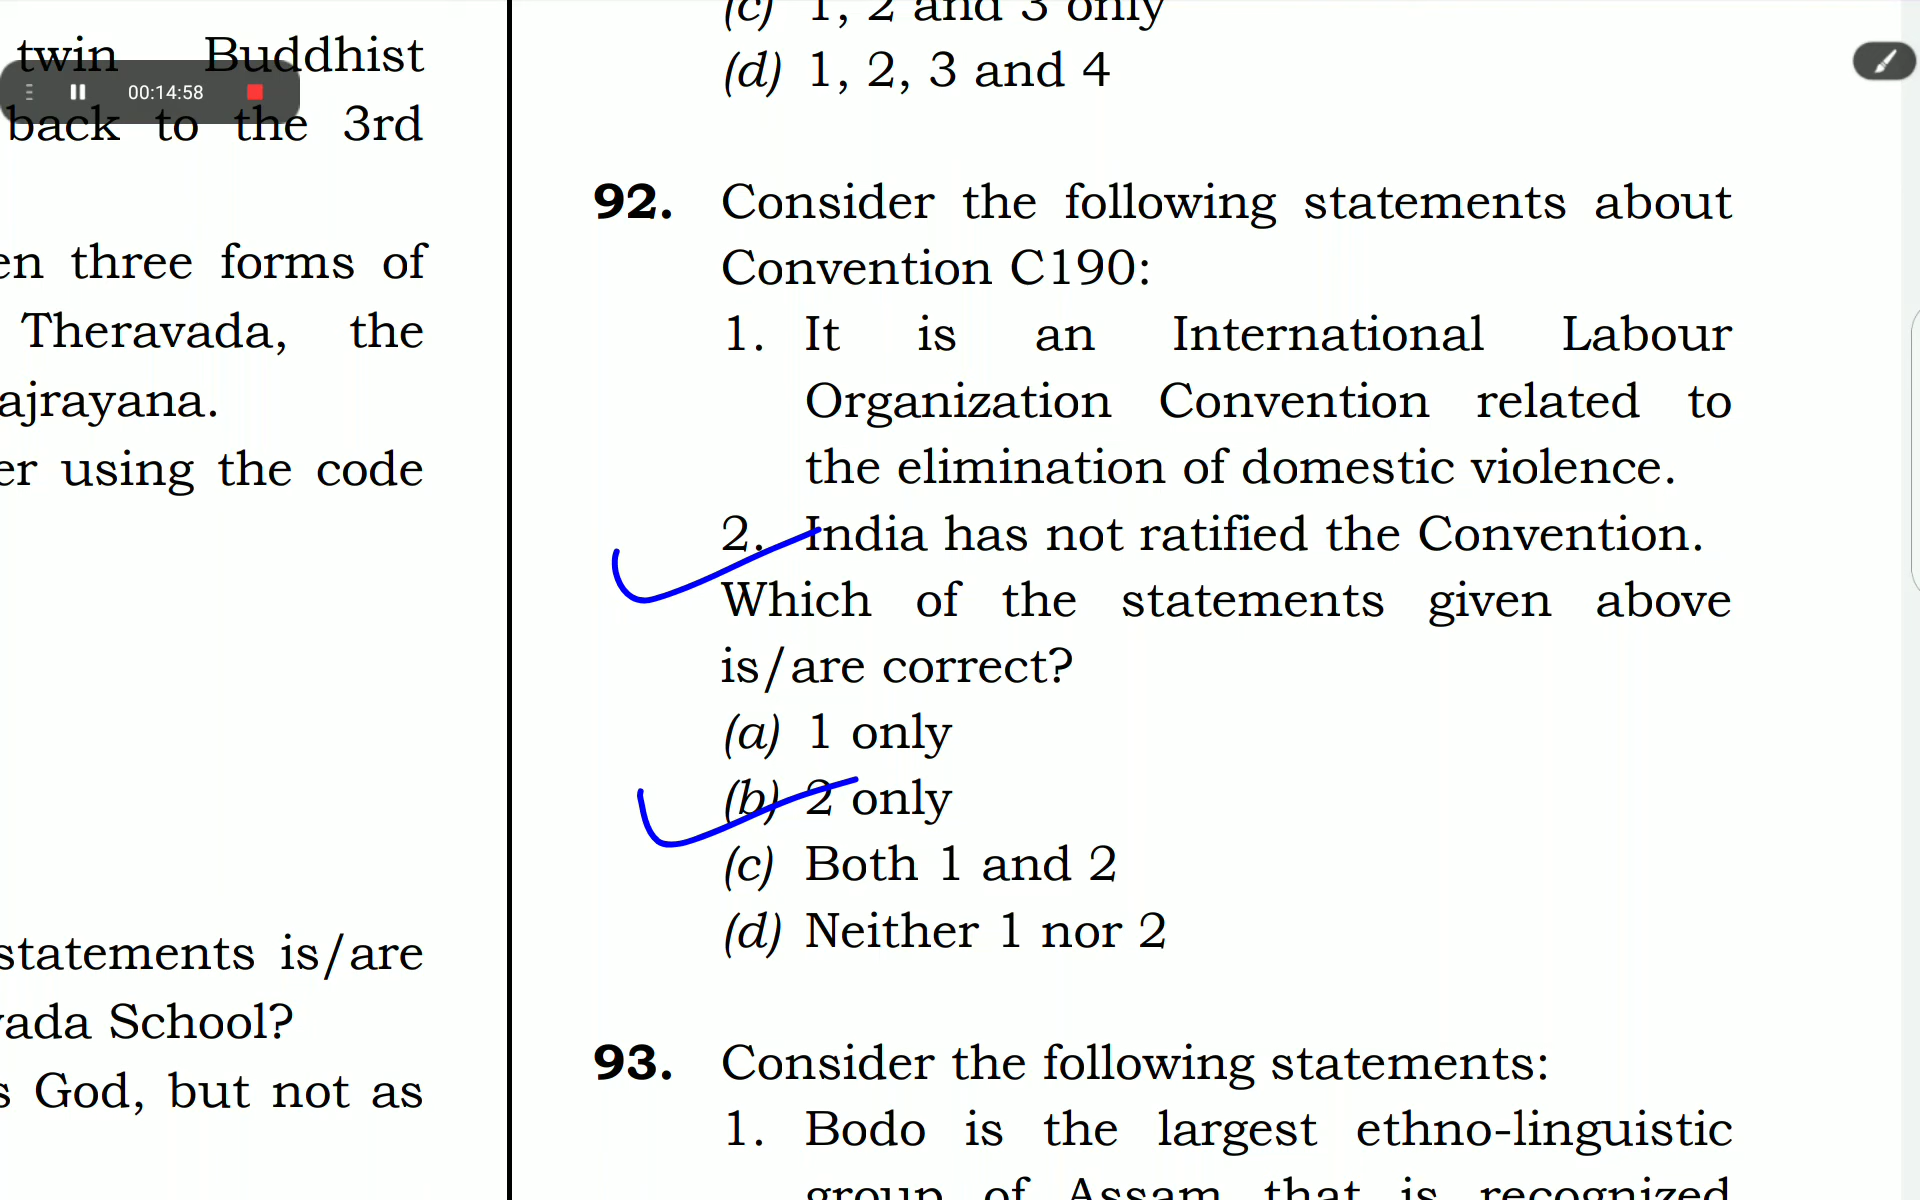 twin Buddhist
00:14:58
back to the 3rd
three forms of
Theravada, the
using the code
statements is/are
School?
God, but not as
(c) 1, 2 and 3 only
(d) 1, 2, 3 and 4
92. Consider the following statements about
Convention C190:
1. It is an International Labour
Organization Convention related to
the elimination of domestic violence.
2. India has not ratified the Convention.
Which of the statements given above
is/are correct?
(a) 1 only
(b) 2 only
(c) Both 1 and 2
(d) Neither 1 nor 2
93. Consider the following statements:
1. Bodo is the largest ethno-linguistic
group of Assam that is recognized